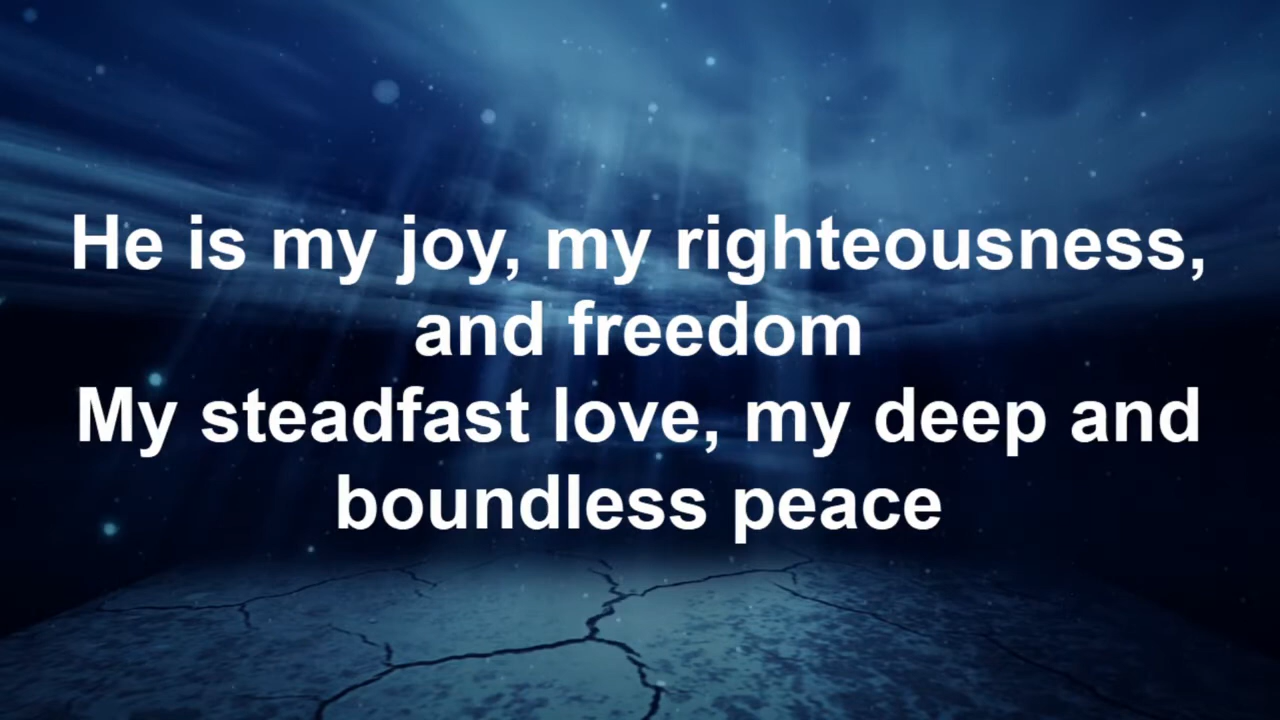 He is my joy, my righteousness,
and freedom
My steadfast love, my deep and
boundless peace